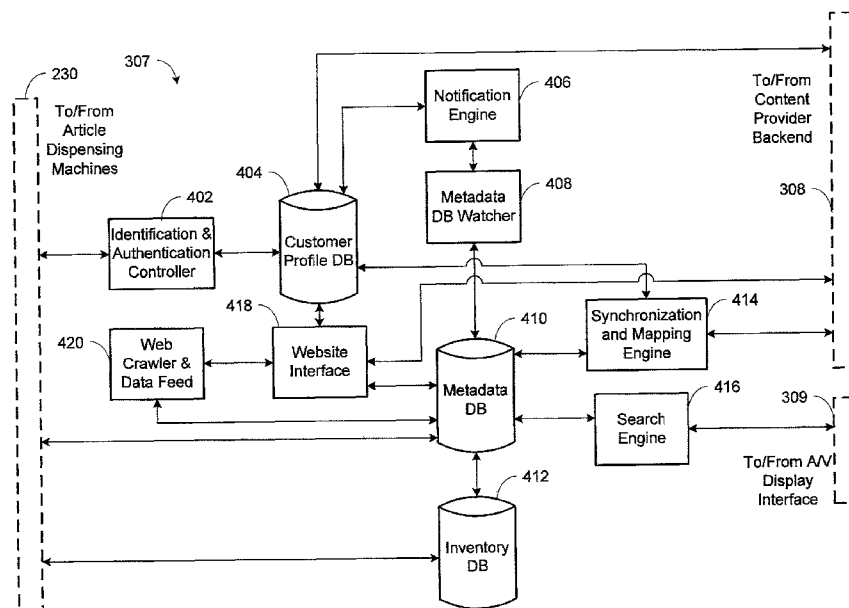 230
307
To/From
Article
Dispensing
Machines
402
Identification &
Authentication
Controller
404
Customer
Profile DB
Notification
Engine
406
Metadata
DB Watcher
408
To/From
Content
Provider
Backend
308
418
Website
Interface
420
Web
Crawler &
Data Feed
410
Metadata
DB
Synchronization
and Mapping
Engine
414
416
Search
Engine
309
To/From A/V
Display
Interface
412
Inventory
DB